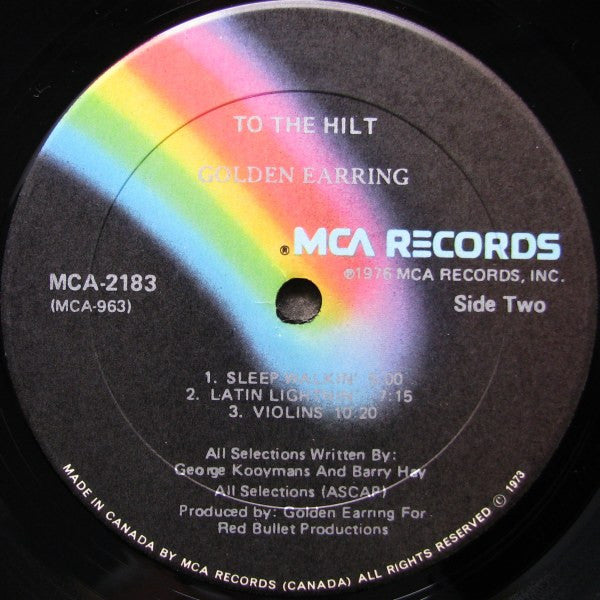 TO THE HILT
GOLDEN EARRING
® MCA RECORDS
℗1976 MCA RECORDS, INC.
MCA-2183
(MCA-963)
Side Two
1. SLEEP WALKIN' 5:00
2. LATIN LIGHTNIN' 7:15
3. VIOLINS 10:20
All Selections Written By:
George Kooymans And Barry Hay
All Selections (ASCAP)
Produced by: Golden Earring For
Red Bullet Productions
MADE IN CANADA BY MCA RECORDS (CANADA) ALL RIGHTS RESERVED © 1973